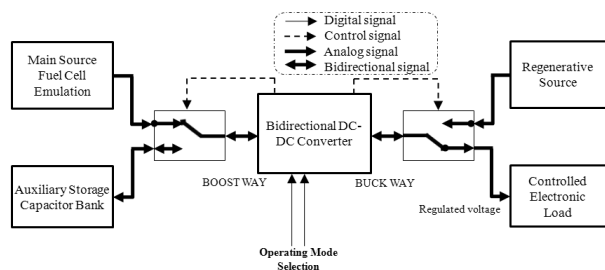 Digital signal
Control signal
Analog signal
Bidirectional signal
Main Source
Fuel Cell
Emulation
Regenerative
Source
Bidirectional DC-
DC Converter
BOOST WAY
BUCK WAY
Auxiliary Storage
Capacitor Bank
Regulated voltage
Controlled
Electronic
Load
Operating Mode
Selection